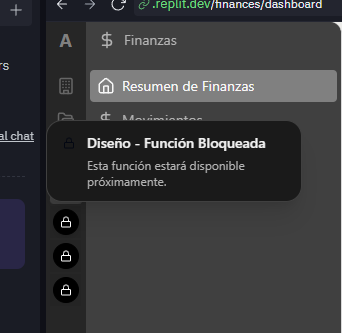 .replit.dev/finances/dashboard
A
$ Finanzas
rs
Resumen de Finanzas
$ Movimientos
al chat
Diseño - Función Bloqueada
Esta función estará disponible
próximamente.